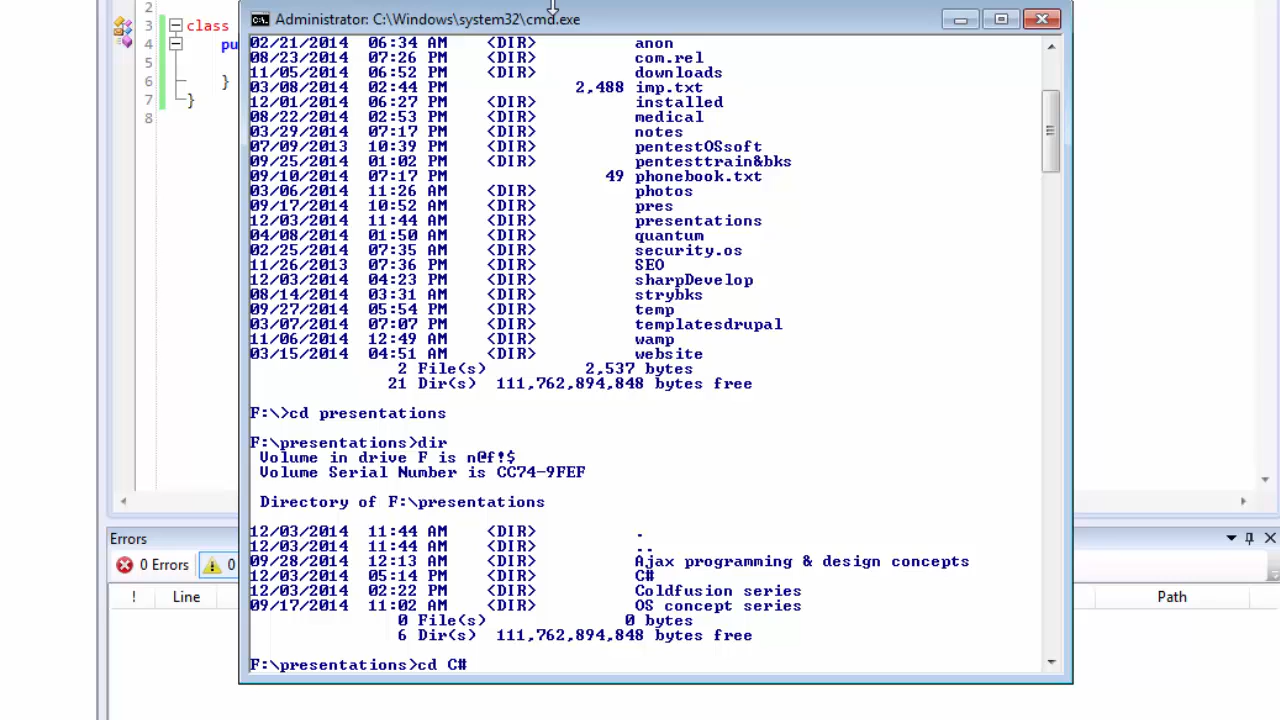 Administrator: C:\Windows\system32\cmd.exe
2
3 class
4 pu
5
6 }
7 }
8
02/21/2014 06:34 AM <DIR> anon
08/23/2014 07:26 PM <DIR> com.rel
11/05/2014 06:52 PM <DIR> downloads
03/08/2014 02:44 PM 2,488 imp.txt
12/01/2014 06:27 PM <DIR> installed
08/22/2014 02:53 PM <DIR> medical
03/29/2014 07:17 PM <DIR> notes
07/09/2013 10:39 PM <DIR> pentestOSsoft
09/25/2014 01:02 PM <DIR> pentesttrain&bks
09/10/2014 07:17 PM 49 phonebook.txt
03/06/2014 11:26 AM <DIR> photos
09/17/2014 10:52 AM <DIR> pres
12/03/2014 11:44 AM <DIR> presentations
04/08/2014 01:50 AM <DIR> quantum
02/25/2014 07:35 AM <DIR> security.os
11/26/2013 07:36 PM <DIR> SEO
12/03/2014 04:23 PM <DIR> sharpDevelop
08/14/2014 03:31 AM <DIR> strybks
09/27/2014 05:54 PM <DIR> temp
03/07/2014 07:07 PM <DIR> templatesdrupal
11/06/2014 12:49 AM <DIR> wamp
03/15/2014 04:51 AM <DIR> website
2 File(s) 2,537 bytes
21 Dir(s) 111,762,894,848 bytes free
F:\>cd presentations
F:\presentations>dir
Volume in drive F is n@f!$
Volume Serial Number is CC74-9FEF
Directory of F:\presentations
12/03/2014 11:44 AM <DIR> .
12/03/2014 11:44 AM <DIR> ..
09/28/2014 12:13 AM <DIR> Ajax programming & design concepts
12/03/2014 05:14 PM <DIR> C#
12/03/2014 02:22 PM <DIR> Coldfusion series
09/17/2014 11:02 AM <DIR> OS concept series
0 File(s) 0 bytes
6 Dir(s) 111,762,894,848 bytes free
F:\presentations>cd C#
Errors
0 Errors 0
! Line Path